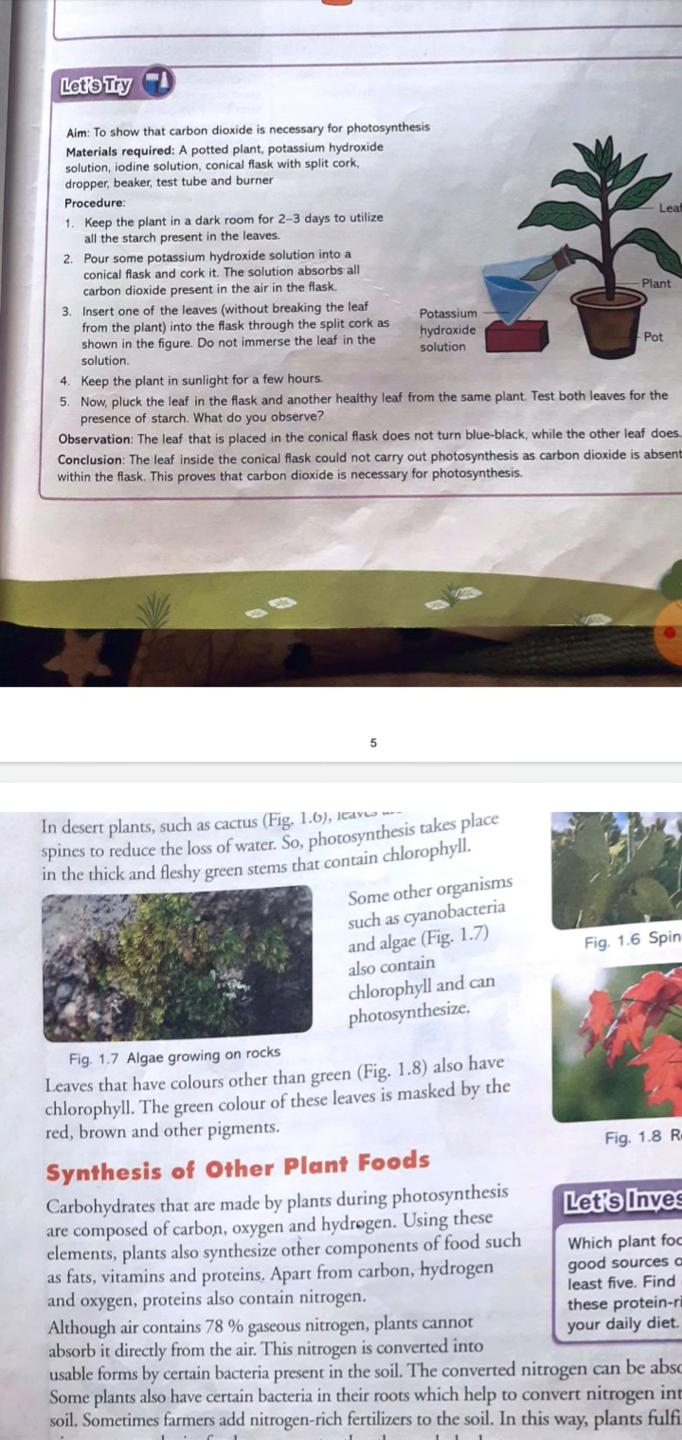 Let's Try
Aim: To show that carbon dioxide is necessary for photosynthesis
Materials required: A potted plant, potassium hydroxide
solution, iodine solution, conical flask with split cork,
dropper, beaker, test tube and burner
Procedure:
1. Keep the plant in a dark room for 2–3 days to utilize
all the starch present in the leaves.
2. Pour some potassium hydroxide solution into a
conical flask and cork it. The solution absorbs all
carbon dioxide present in the air in the flask.
3. Insert one of the leaves (without breaking the leaf
from the plant) into the flask through the split cork as
shown in the figure. Do not immerse the leaf in the
solution.
Leaf
Plant
Pot
Potassium
hydroxide
solution
4. Keep the plant in sunlight for a few hours.
5. Now, pluck the leaf in the flask and another healthy leaf from the same plant. Test both leaves for the
presence of starch. What do you observe?
Observation: The leaf that is placed in the conical flask does not turn blue-black, while the other leaf does.
Conclusion: The leaf inside the conical flask could not carry out photosynthesis as carbon dioxide is absent
within the flask. This proves that carbon dioxide is necessary for photosynthesis.
5
In desert plants, such as cactus (Fig. 1.6), leaves
spines to reduce the loss of water. So, photosynthesis takes place
in the thick and fleshy green stems that contain chlorophyll.
Some other organisms
such as cyanobacteria
and algae (Fig. 1.7)
also contain
chlorophyll and can
photosynthesize.
Fig. 1.6 Spin
Fig. 1.7 Algae growing on rocks
Leaves that have colours other than green (Fig. 1.8) also have
chlorophyll. The green colour of these leaves is masked by the
red, brown and other pigments.
Fig. 1.8 R
Synthesis of Other Plant Foods
Carbohydrates that are made by plants during photosynthesis
are composed of carbon, oxygen and hydrogen. Using these
elements, plants also synthesize other components of food such
as fats, vitamins and proteins. Apart from carbon, hydrogen
and oxygen, proteins also contain nitrogen.
Let's Inves
Which plant foo
good sources o
least five. Find
these protein-ri
your daily diet.
Although air contains 78 % gaseous nitrogen, plants cannot
absorb it directly from the air. This nitrogen is converted into
usable forms by certain bacteria present in the soil. The converted nitrogen can be abso
Some plants also have certain bacteria in their roots which help to convert nitrogen int
soil. Sometimes farmers add nitrogen-rich fertilizers to the soil. In this way, plants fulfi